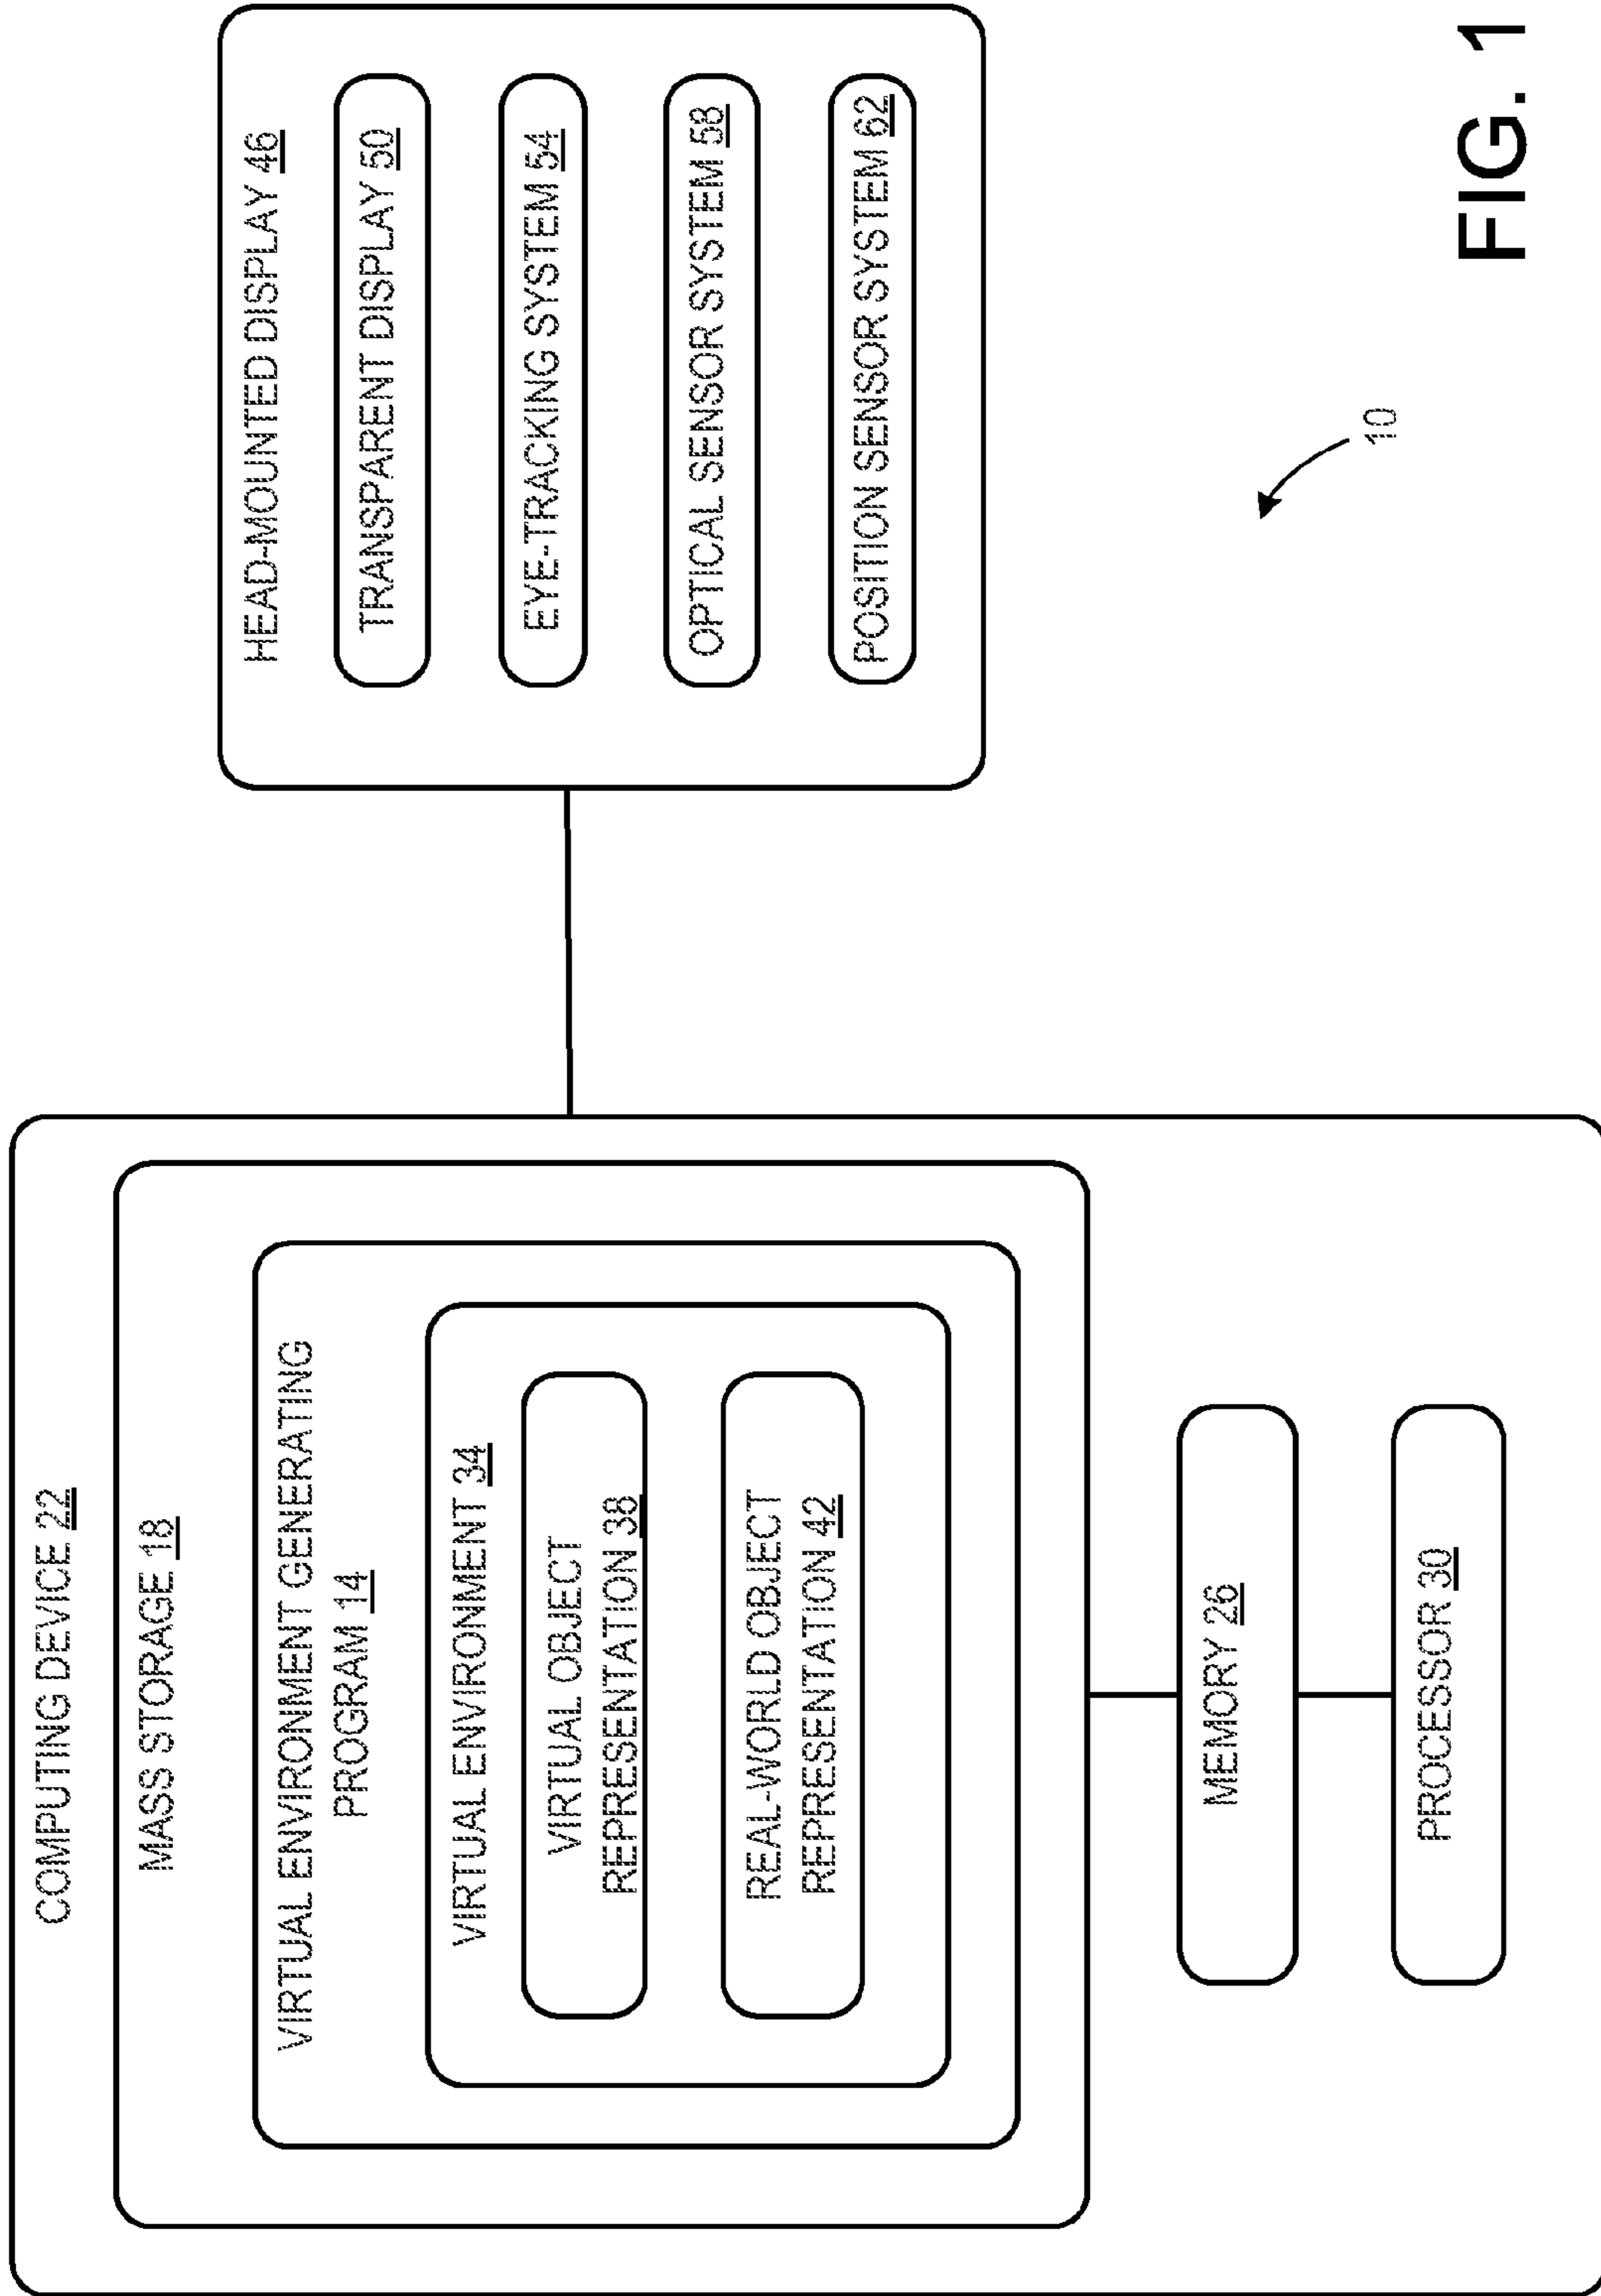 COMPUTING DEVICE 22
MASS STORAGE 18
VIRTUAL ENVIRONMENT GENERATING
PROGRAM 14
VIRTUAL ENVIRONMENT 34
VIRTUAL OBJECT
REPRESENTATION 38
REAL-WORLD OBJECT
REPRESENTATION 42
MEMORY 26
PROCESSOR 30
HEAD-MOUNTED DISPLAY 46
TRANSPARENT DISPLAY 50
EYE-TRACKING SYSTEM 54
OPTICAL SENSOR SYSTEM 58
POSITION SENSOR SYSTEM 62
10
FIG. 1